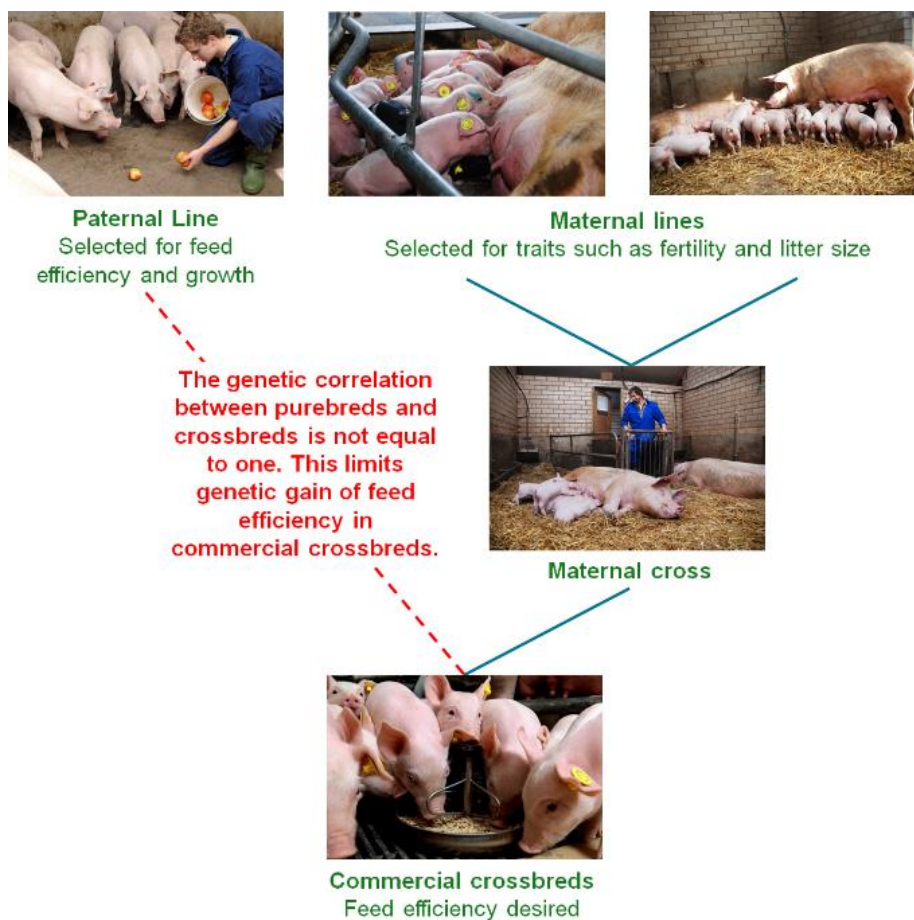 Paternal Line
Selected for feed
efficiency and growth
Maternal lines
Selected for traits such as fertility and litter size
The genetic correlation
between purebreds and
crossbreds is not equal
to one. This limits
genetic gain of feed
efficiency in
commercial crossbreds.
Maternal cross
Commercial crossbreds
Feed efficiency desired